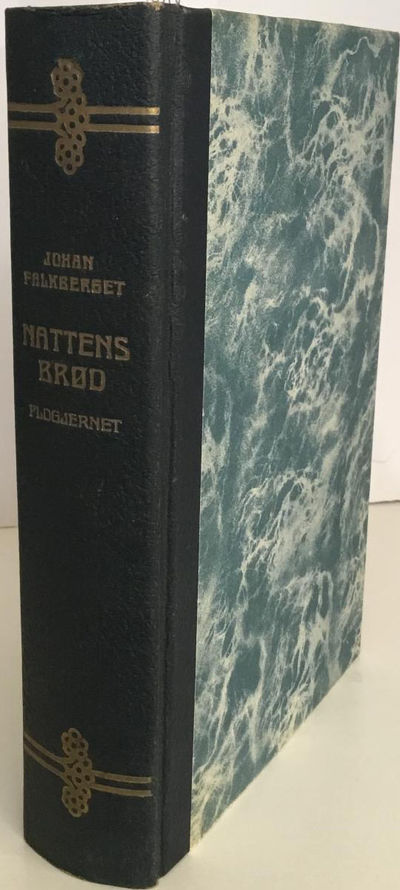 JOHAN
FALKBERGET
NATTENS
BRØD
PLOGJERNET